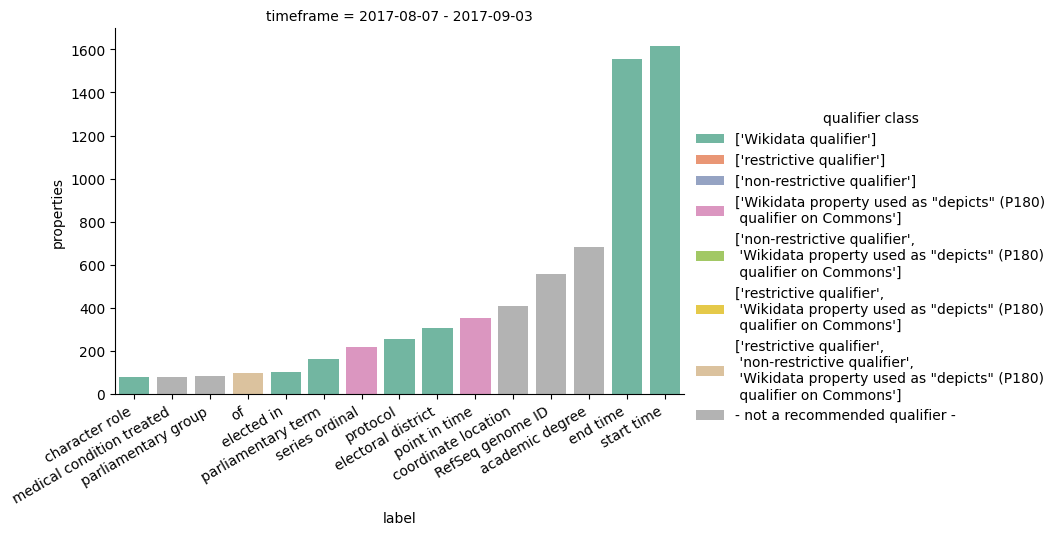 timeframe = 2017-08-07 - 2017-09-03
properties
1600
1400
1200
1000
800
600
400
200
0
character role
medical condition treated
parliamentary group
of
elected in
parliamentary term
series ordinal
protocol
electoral district
point in time
coordinate location
RefSeq genome ID
academic degree
end time
start time
label
qualifier class
['Wikidata qualifier']
['restrictive qualifier']
['non-restrictive qualifier']
['Wikidata property used as "depicts" (P180)
qualifier on Commons']
['non-restrictive qualifier',
'Wikidata property used as "depicts" (P180)
qualifier on Commons']
['restrictive qualifier',
'Wikidata property used as "depicts" (P180)
qualifier on Commons']
['restrictive qualifier',
'non-restrictive qualifier',
'Wikidata property used as "depicts" (P180)
qualifier on Commons']
- not a recommended qualifier -